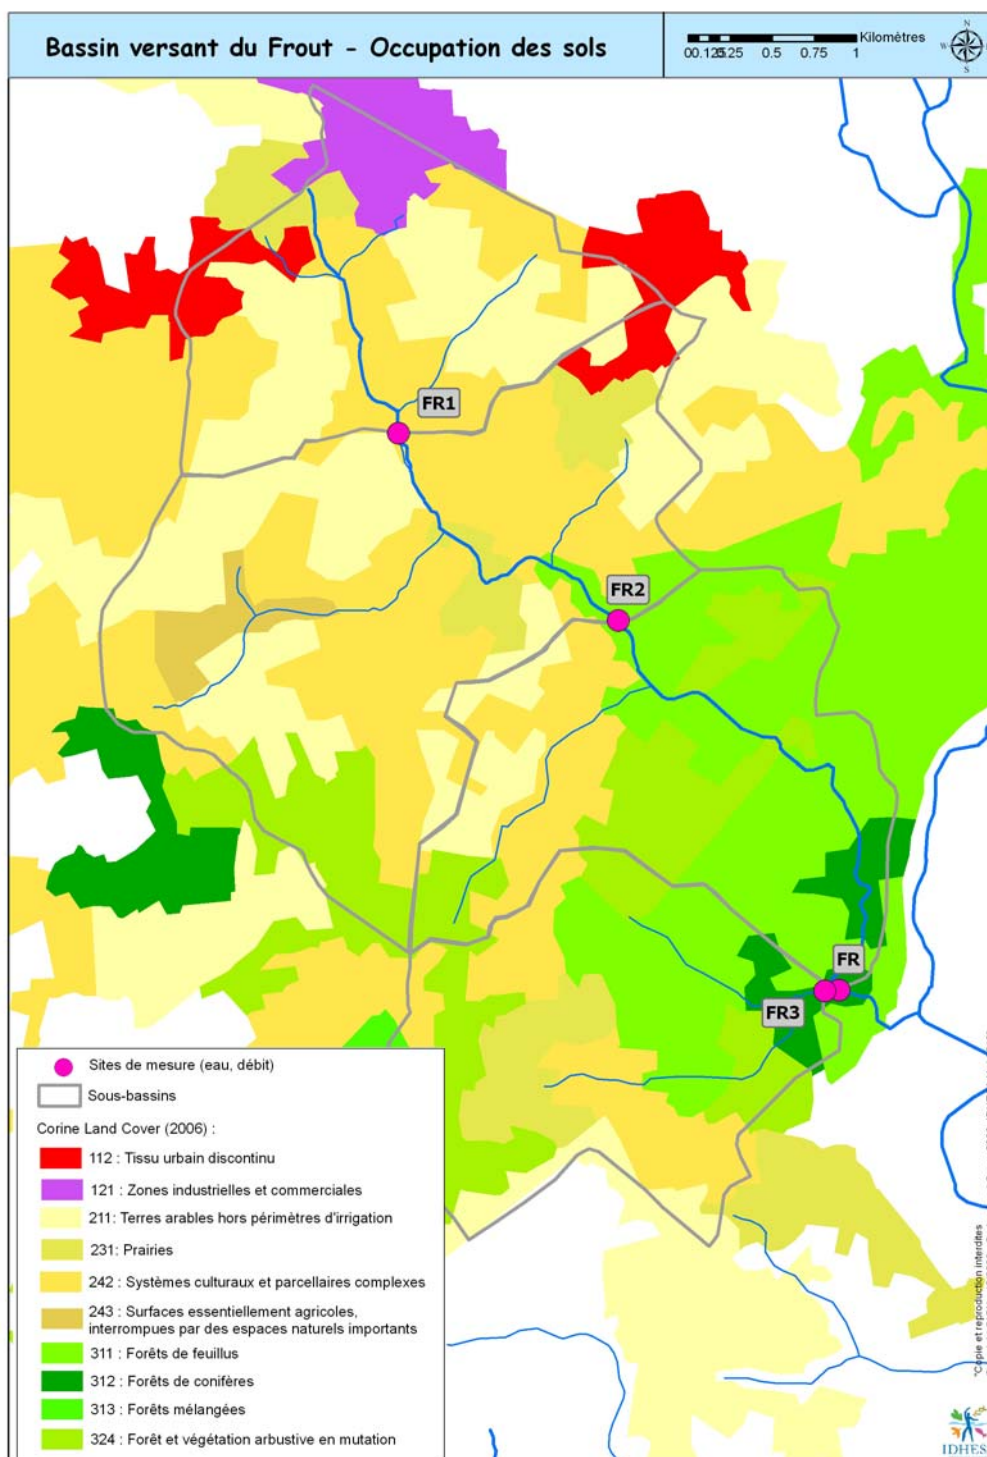 Bassin versant du Frout - Occupation des sols
Kilomètres
0 0.125 0.25 0.5 0.75 1
N
W
S
FR1
FR2
FR
FR3
Sites de mesure (eau, débit)
Sous-bassins
Corine Land Cover (2006) :
112 : Tissu urbain discontinu
121 : Zones industrielles et commerciales
211: Terres arables hors périmètres d'irrigation
231: Prairies
242 : Systèmes culturaux et parcellaires complexes
243 : Surfaces essentiellement agricoles,
interrompues par des espaces naturels importants
311 : Forêts de feuillus
312 : Forêts de conifères
313 : Forêts mélangées
324 : Forêt et végétation arbustive en mutation
"Copie et reproduction interdites
IDHES